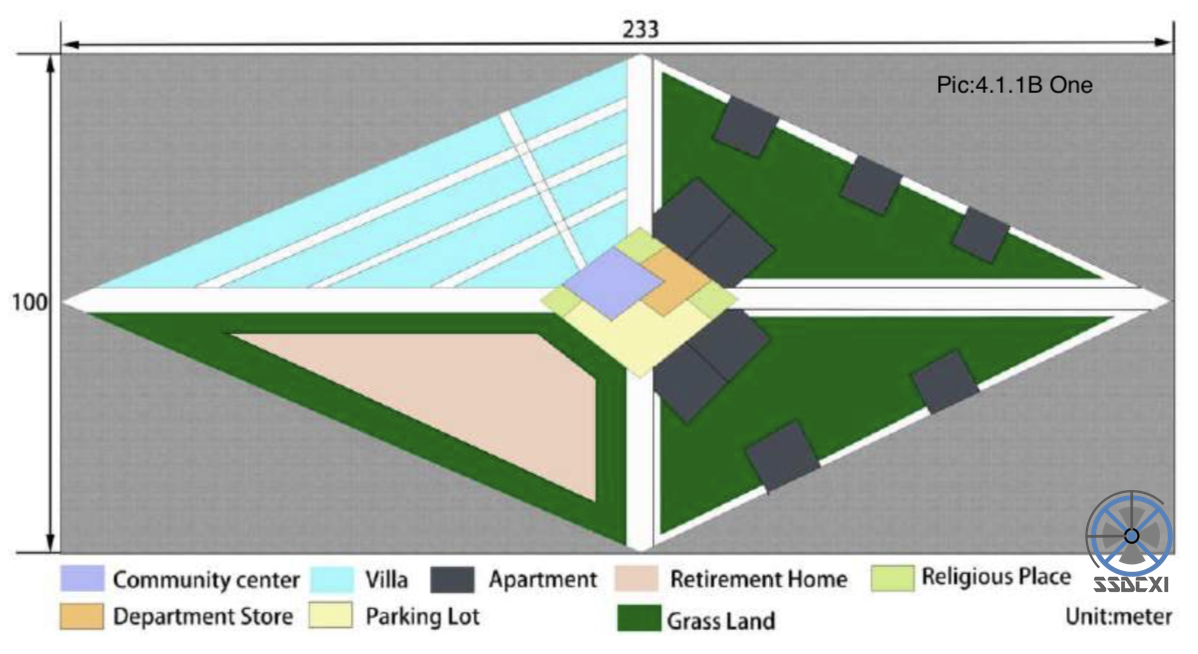 233
Pic:4.1.1B One
100
Community center Villa Apartment Retirement Home Religious Place
Department Store Parking Lot Grass Land Unit:meter
SSDCXI